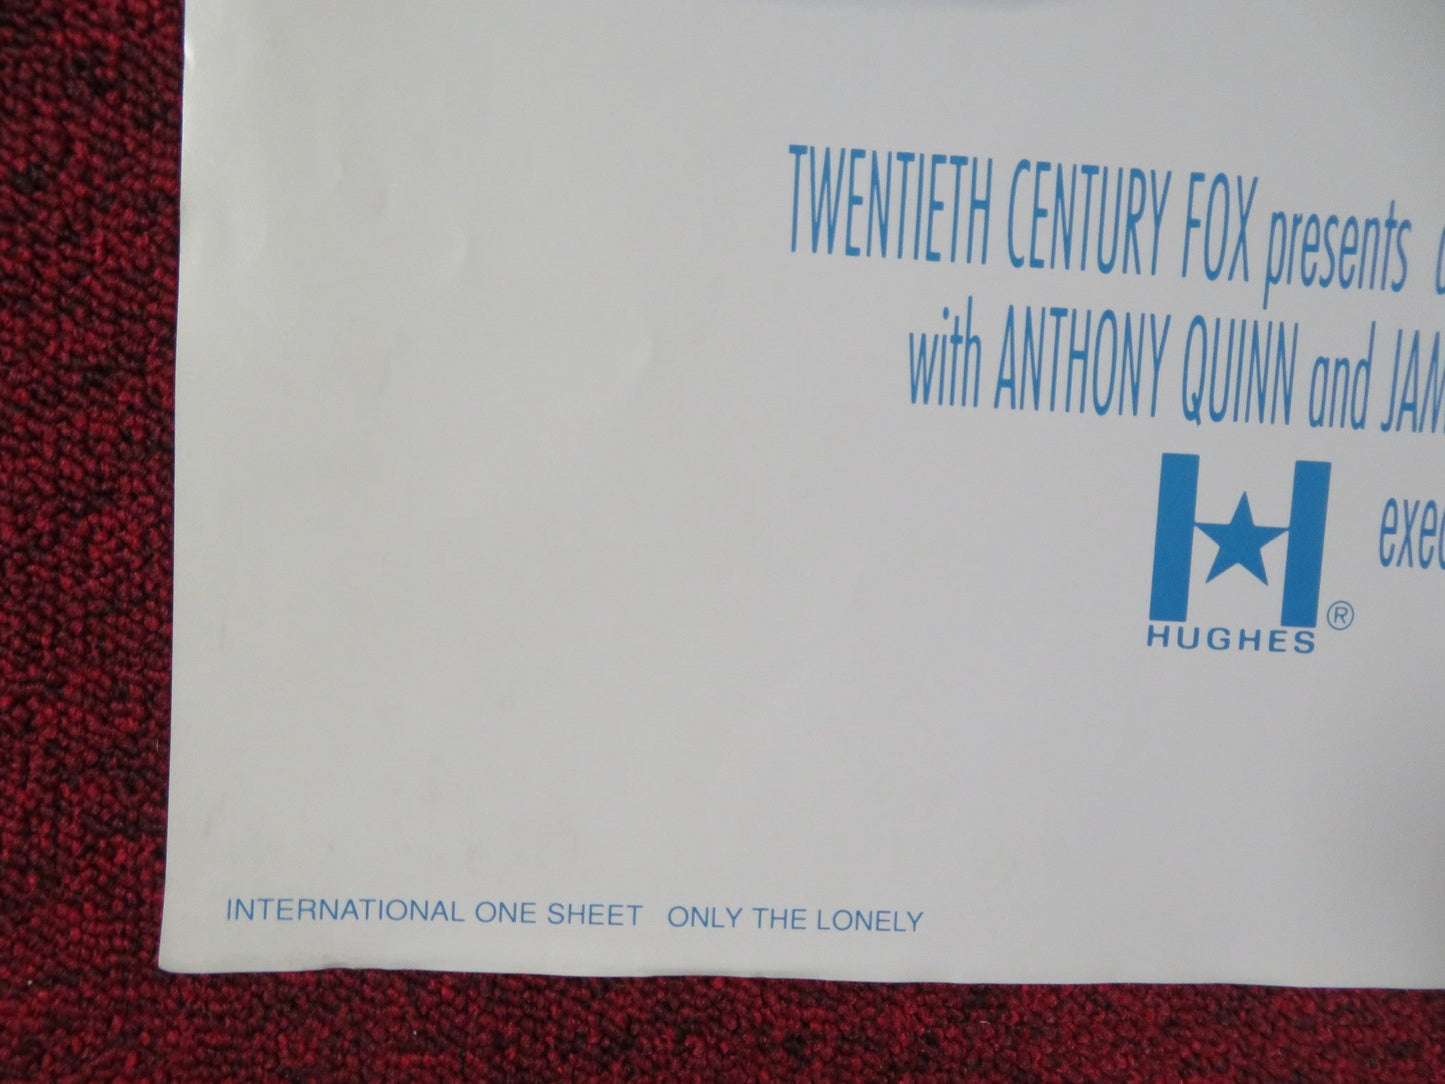 TWENTIETH CENTURY FOX presents
with ANTHONY QUINN and
HUGHES ®
INTERNATIONAL ONE SHEET ONLY THE LONELY